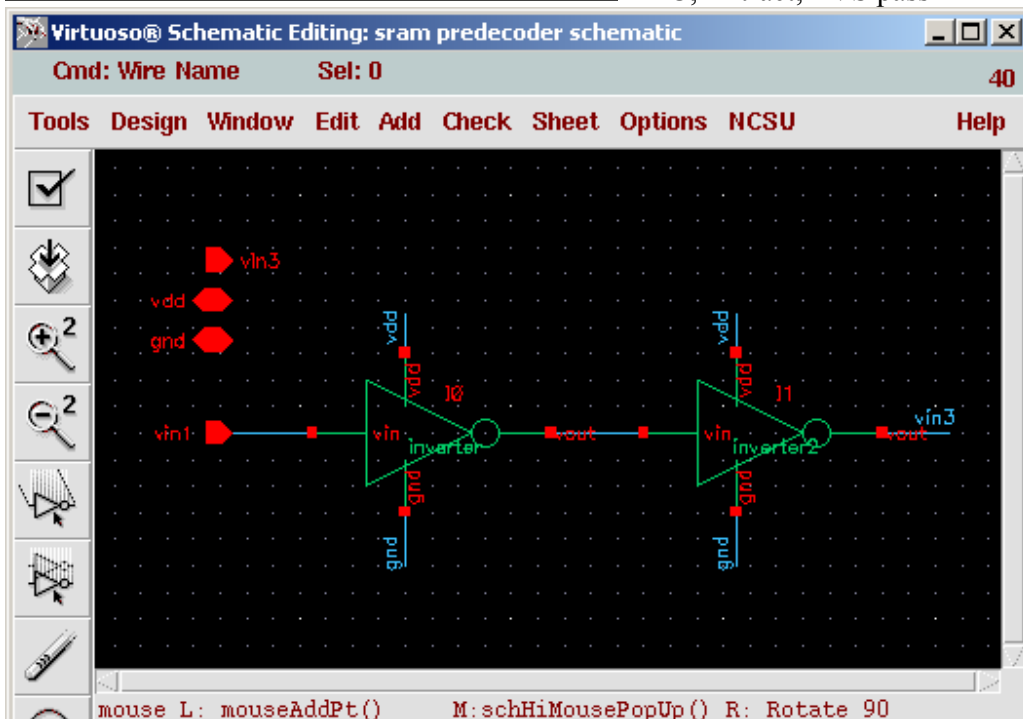 Virtuoso® Schematic Editing: sram predecoder schematic
Cmd: Wire Name Sel: 0 40
Tools Design Window Edit Add Check Sheet Options NCSU Help
vin3
vdd
gnd
vdd
vdd
vdd
vdd
I0
I1
vin1
vin
inverter
vout
vin
inverter2
vout
vin3
gnd
gnd
gnd
gnd
2
2
mouse L: mouseAddPt() M:schHiMousePopUp() R: Rotate 90